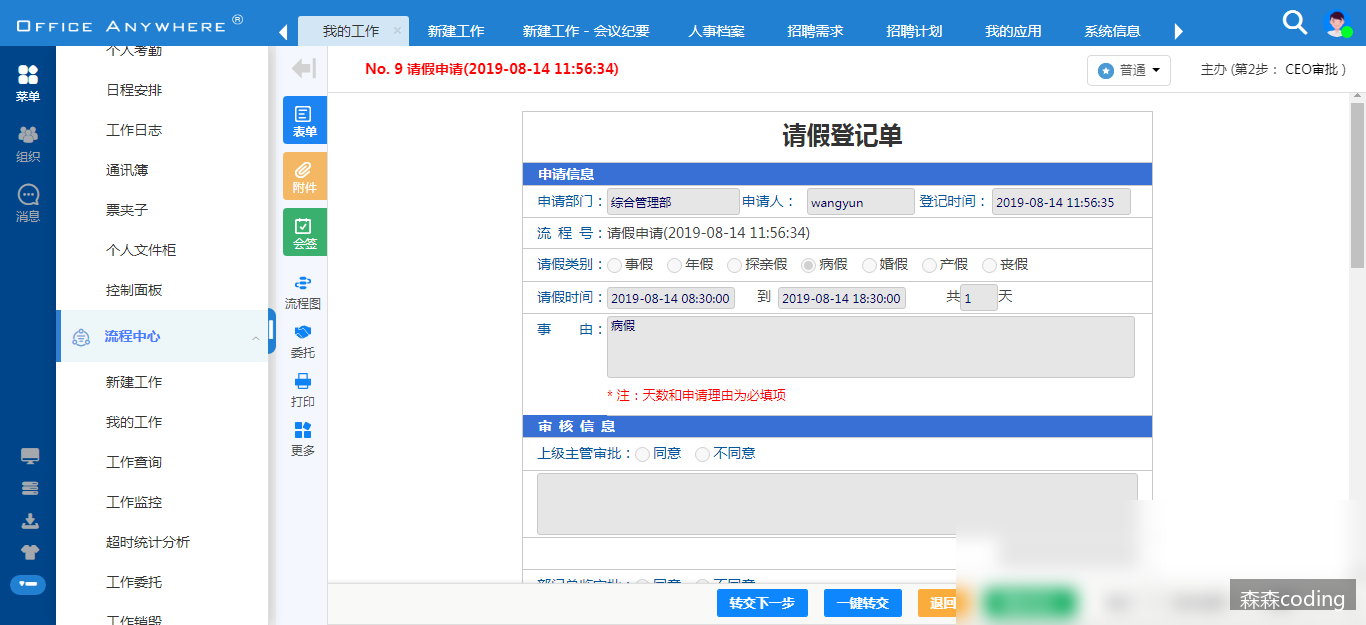 OFFICE ANYWHERE®
我的工作 × 新建工作 新建工作 - 会议纪要 人事档案 招聘需求 招聘计划 我的应用 系统信息
菜单
组织
消息
个人考勤
日程安排
工作日志
通讯簿
票夹子
个人文件柜
控制面板
流程中心
新建工作
我的工作
工作查询
工作监控
超时统计分析
工作委托
工作销毁
表单
附件
会签
流程图
委托
打印
更多
No. 9 请假申请(2019-08-14 11:56:34)
普通
主办 (第2步： CEO审批 )
请假登记单
申请信息
申请部门： 综合管理部 申请人： wangyun 登记时间： 2019-08-14 11:56:35
流 程 号：请假申请(2019-08-14 11:56:34)
请假类别： 事假 年假 探亲假 病假 婚假 产假 丧假
请假时间： 2019-08-14 08:30:00 到 2019-08-14 18:30:00 共 1 天
事 由： 病假
* 注：天数和申请理由为必填项
审 核 信 息
上级主管审批： 同意 不同意
部门总监审批： 同意 不同意
转交下一步 一键转交 退回
森森coding